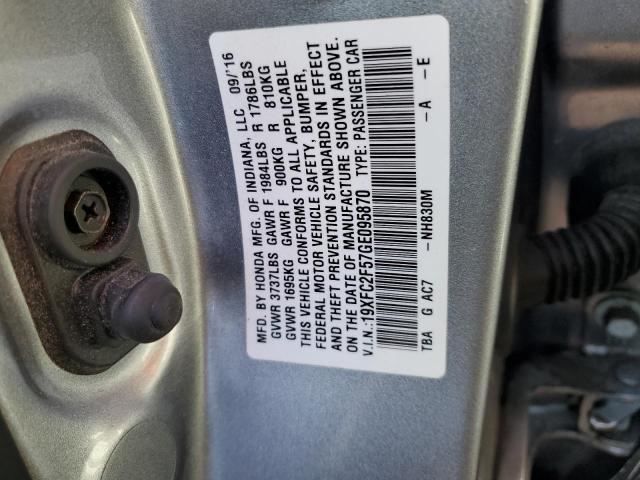 MFD. BY HONDA MFG. OF INDIANA, LLC 09/'16
GVWR 3737LBS GAWR F 1984LBS R 1786LBS
GVWR 1695KG GAWR F 900KG R 810KG
THIS VEHICLE CONFORMS TO ALL APPLICABLE
FEDERAL MOTOR VEHICLE SAFETY, BUMPER,
AND THEFT PREVENTION STANDARDS IN EFFECT
ON THE DATE OF MANUFACTURE SHOWN ABOVE.
V.I.N.:19XFC2F57GE095870 TYPE: PASSENGER CAR
TBA G AC7 -NH830M -A -E